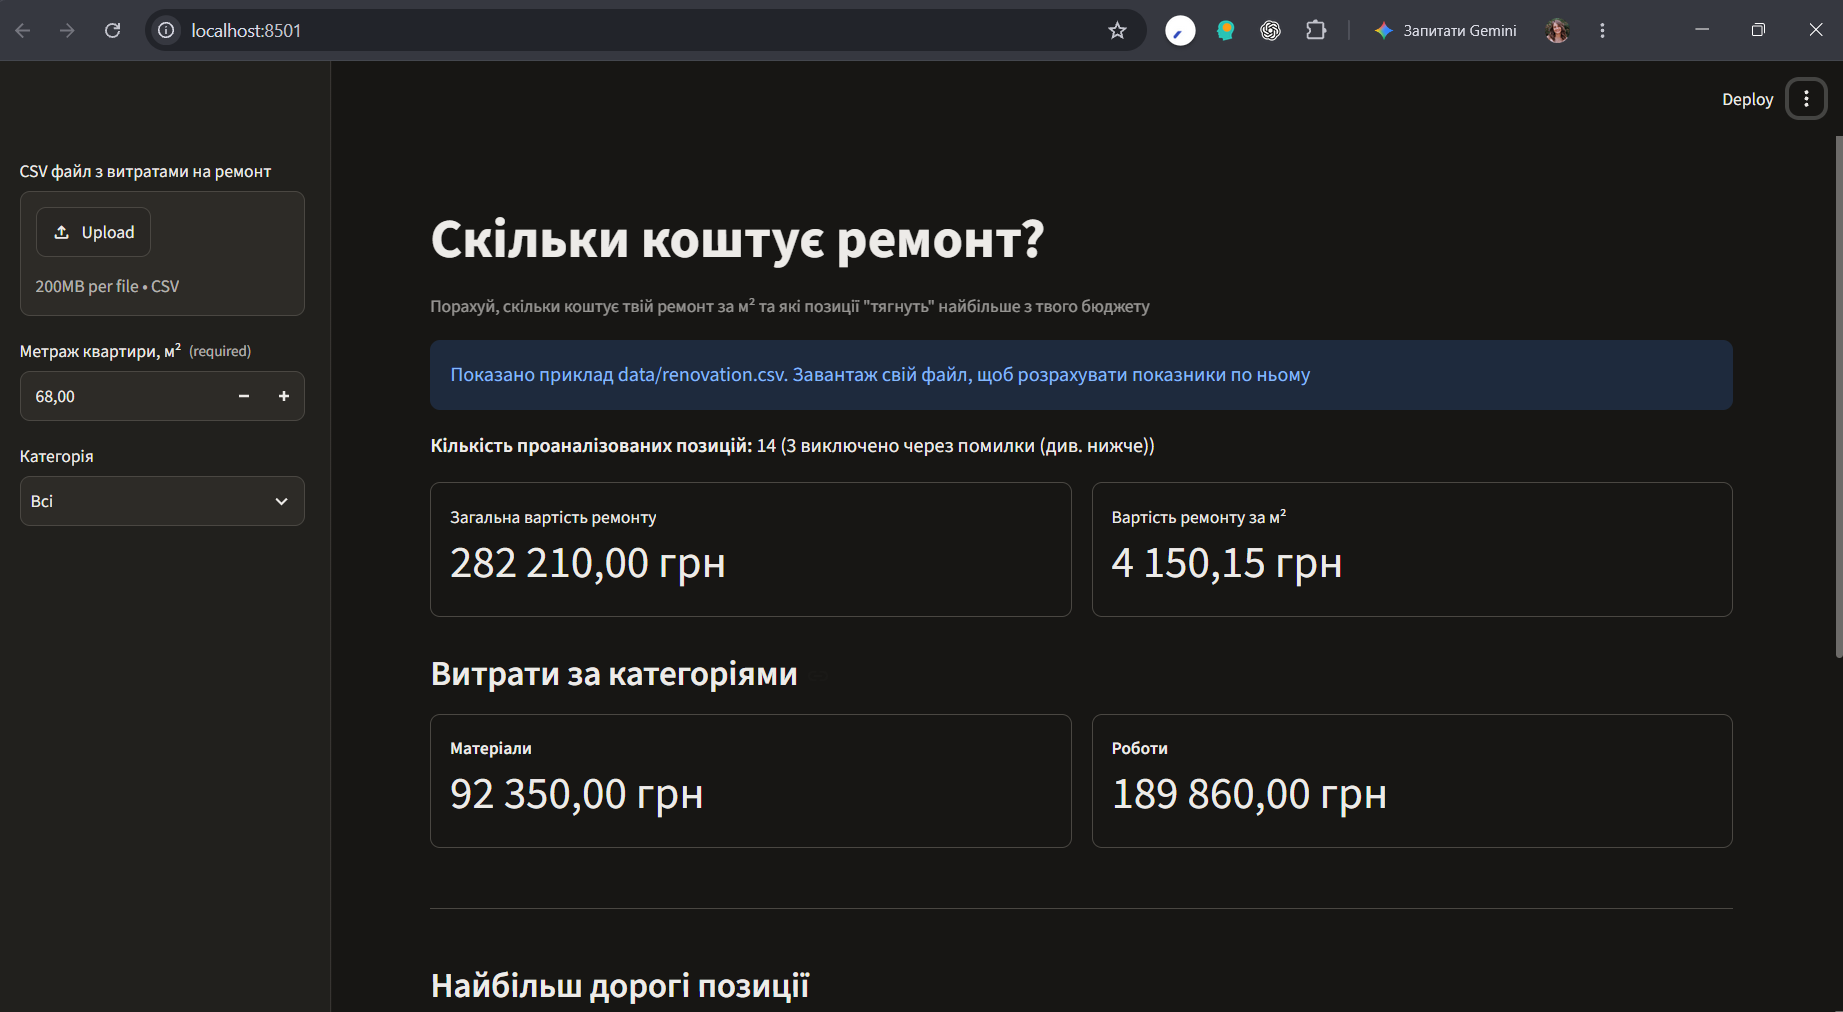 localhost:8501
Запитати Gemini
Deploy
CSV файл з витратами на ремонт
Upload
200MB per file • CSV
Метраж квартири, м² (required)
68,00
Категорія
Всі
Скільки коштує ремонт?
Порахуй, скільки коштує твій ремонт за м² та які позиції "тягнуть" найбільше з твого бюджету
Показано приклад data/renovation.csv. Завантаж свій файл, щоб розрахувати показники по ньому
Кількість проаналізованих позицій: 14 (3 виключено через помилки (див. нижче))
Загальна вартість ремонту
282 210,00 грн
Вартість ремонту за м²
4 150,15 грн
Витрати за категоріями
Матеріали
92 350,00 грн
Роботи
189 860,00 грн
Найбільш дорогі позиції